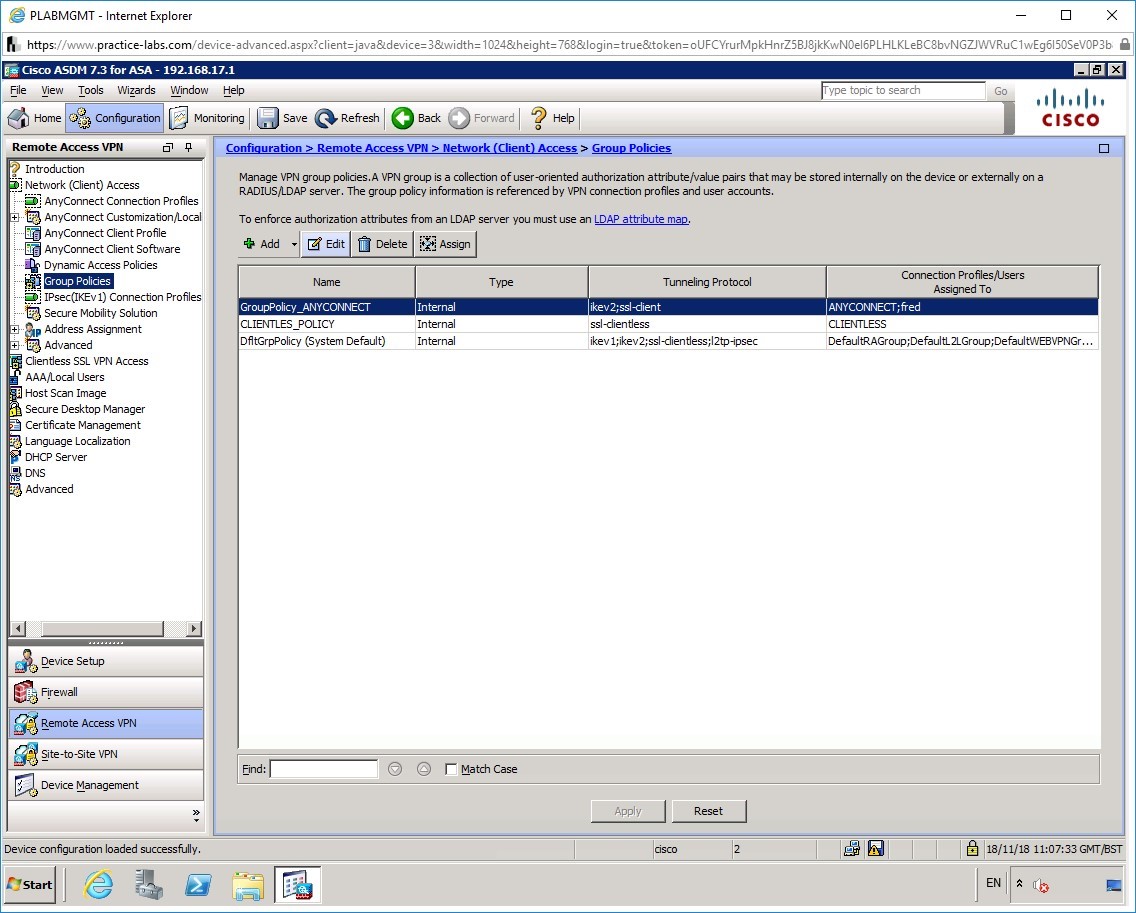 PLABMGMT - Internet Explorer
https://www.practice-labs.com/device-advanced.aspx?client=java&device=3&width=1024&height=768&login=true&token=
Cisco ASDM 7.3 for ASA - 192.168.17.1
File View Tools Wizards Window Help
Type topic to search
Go
Home Configuration Monitoring Save Refresh Back Forward Help
CISCO
Remote Access VPN
Introduction
Network (Client) Access
AnyConnect Connection Profiles
AnyConnect Customization/Local
AnyConnect Client Profile
AnyConnect Client Software
Dynamic Access Policies
Group Policies
IPsec(IKEv1) Connection Profiles
Secure Mobility Solution
Address Assignment
Advanced
Clientless SSL VPN Access
AAA/Local Users
Host Scan Image
Secure Desktop Manager
Certificate Management
Language Localization
DHCP Server
DNS
Advanced
Device Setup
Firewall
Remote Access VPN
Site-to-Site VPN
Device Management
Configuration > Remote Access VPN > Network (Client) Access > Group Policies
Manage VPN group policies.A VPN group is a collection of user-oriented authorization attribute/value pairs that may be stored internally on the device or externally on a
RADIUS/LDAP server. The group policy information is referenced by VPN connection profiles and user accounts.
To enforce authorization attributes from an LDAP server you must use an LDAP attribute map.
Add Edit Delete Assign
Name Type Tunneling Protocol Connection Profiles/Users
Assigned To
GroupPolicy_ANYCONNECT Internal ikev2;ssl-client ANYCONNECT;fred
CLIENTLES_POLICY Internal ssl-clientless CLIENTLESS
DfltGrpPolicy (System Default) Internal ikev1;ikev2;ssl-clientless;l2tp-ipsec DefaultRAGroup;DefaultL2LGroup;DefaultWEBVPNGr...
Find:
Match Case
Apply Reset
Device configuration loaded successfully. cisco 2 18/11/18 11:07:33 GMT/BST
Start EN